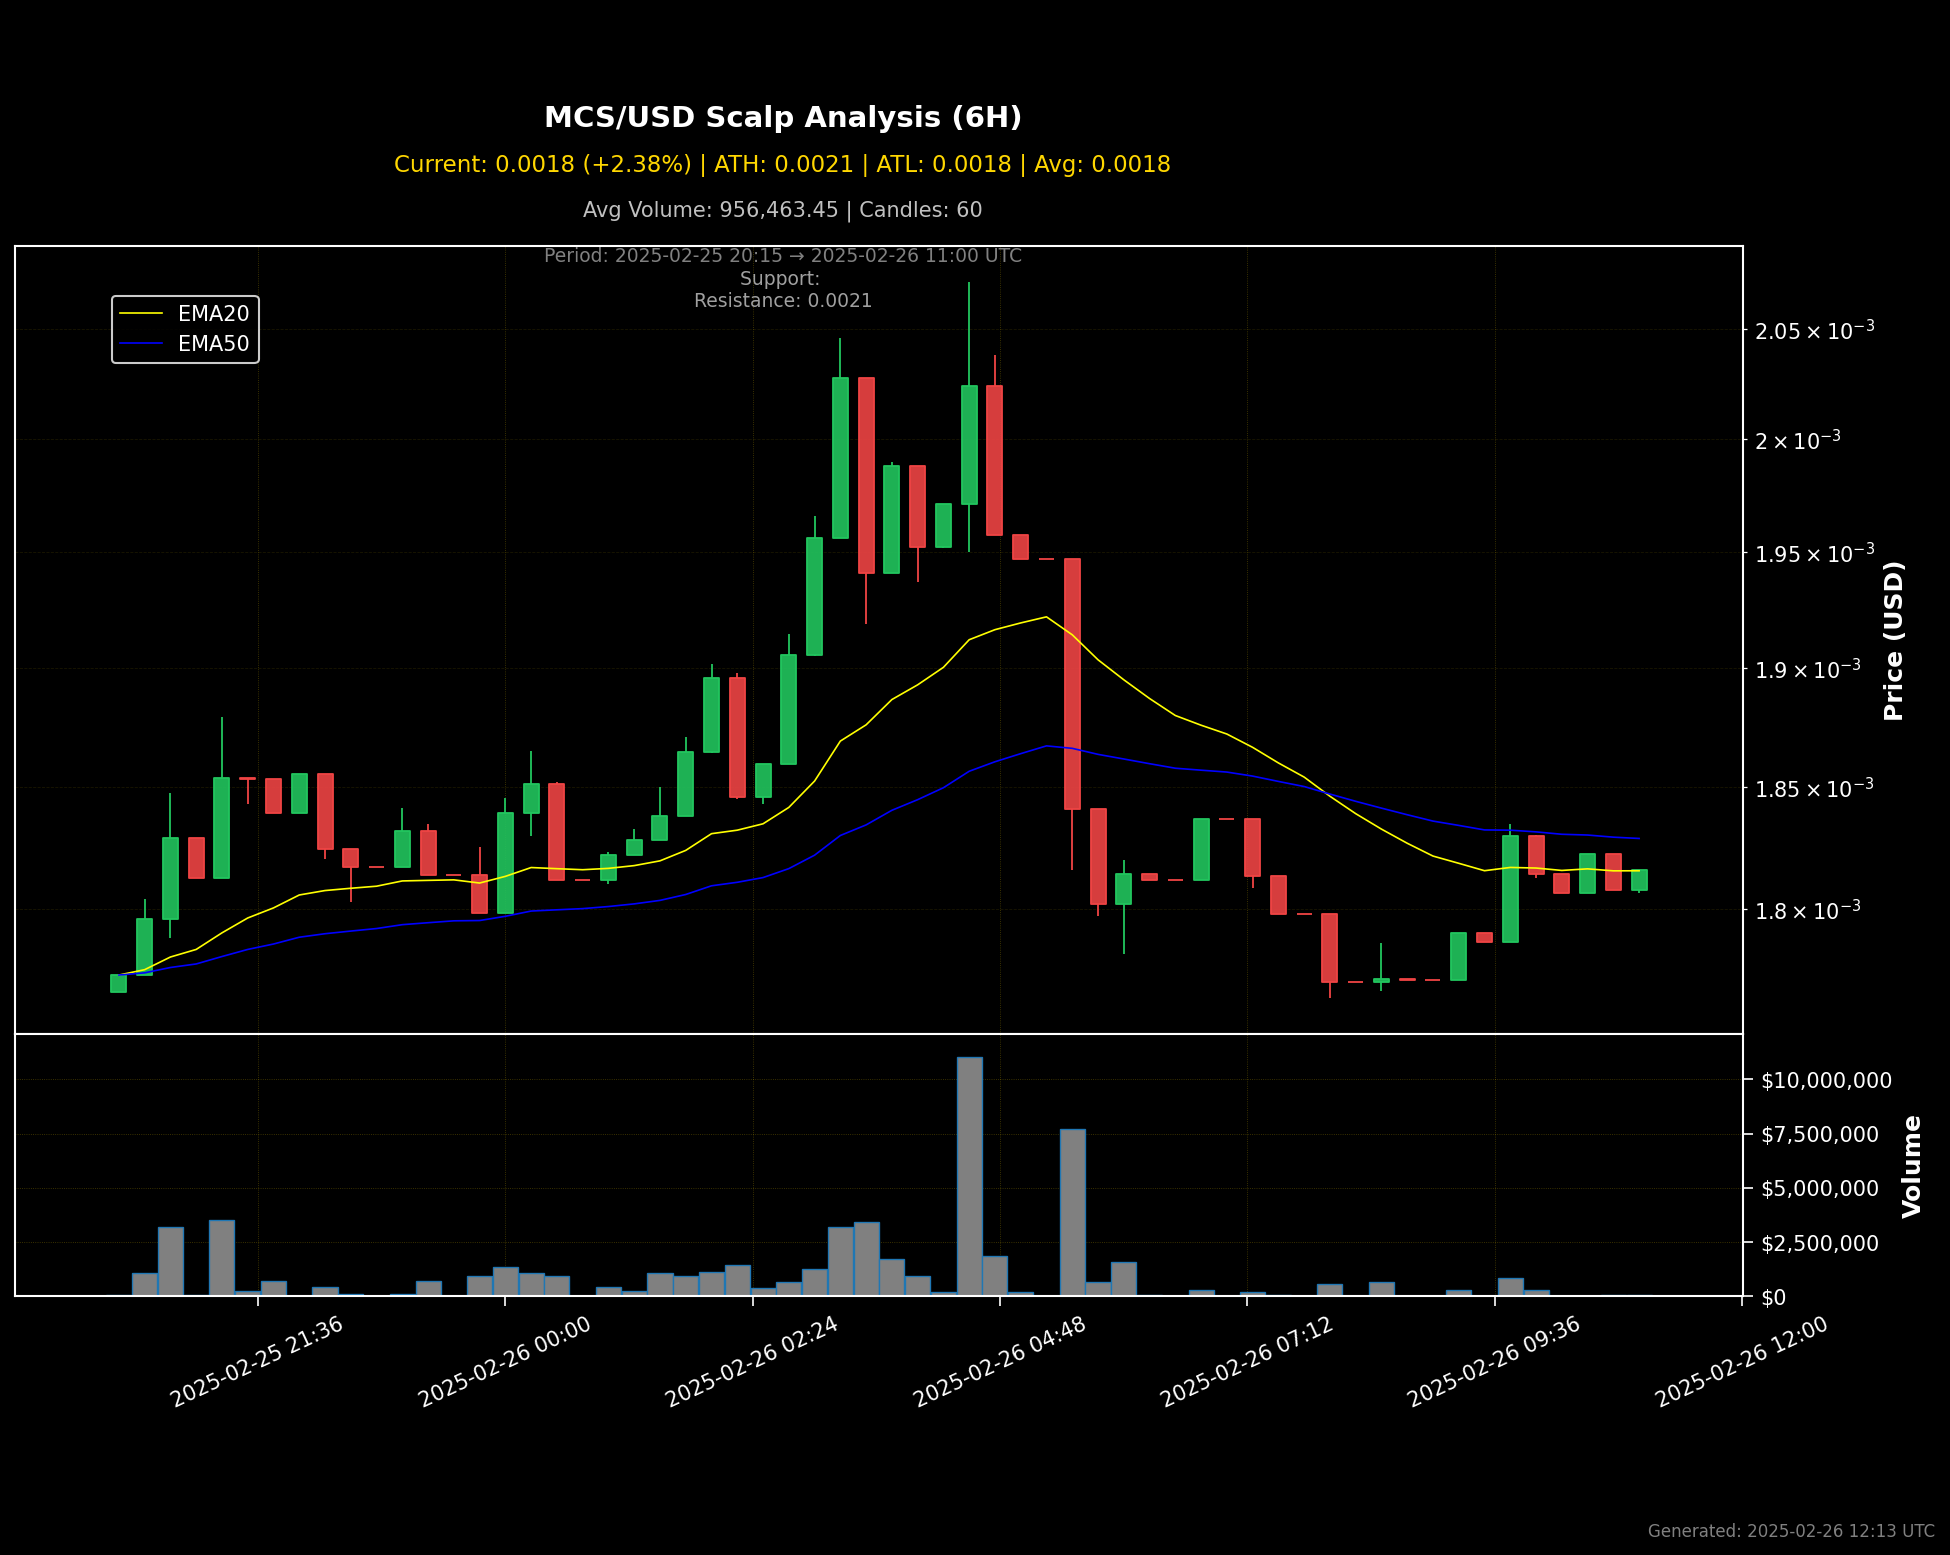 MCS/USD Scalp Analysis (6H)
Current: 0.0018 (+2.38%) | ATH: 0.0021 | ATL: 0.0018 | Avg: 0.0018
Avg Volume: 956,463.45 | Candles: 60
Period: 2025-02-25 20:15 → 2025-02-26 11:00 UTC
Support:
Resistance: 0.0021
EMA20
EMA50
2.05 × 10⁻³
2 × 10⁻³
1.95 × 10⁻³
1.9 × 10⁻³
1.85 × 10⁻³
1.8 × 10⁻³
Price (USD)
$10,000,000
$7,500,000
$5,000,000
$2,500,000
$0
Volume
2025-02-25 21:36
2025-02-26 00:00
2025-02-26 02:24
2025-02-26 04:48
2025-02-26 07:12
2025-02-26 09:36
2025-02-26 12:00
Generated: 2025-02-26 12:13 UTC